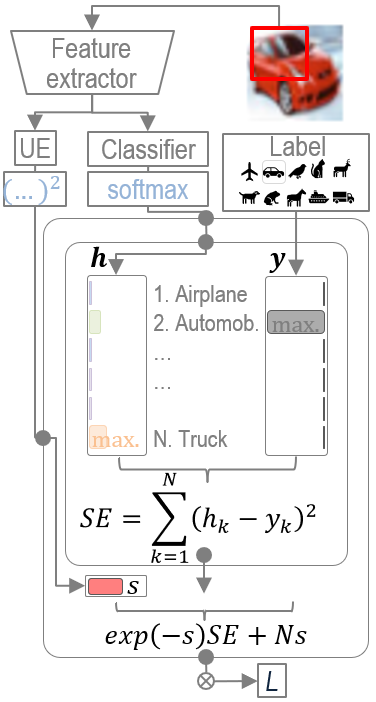 Feature
extractor
UE
Classifier
Label
(...)²
softmax
h
y
1. Airplane
2. Automob.
max.
...
...
max.
N. Truck
SE = \sum_{k=1}^{N} (h_k − y_k)²
s
exp(−s)SE + Ns
⊗
L